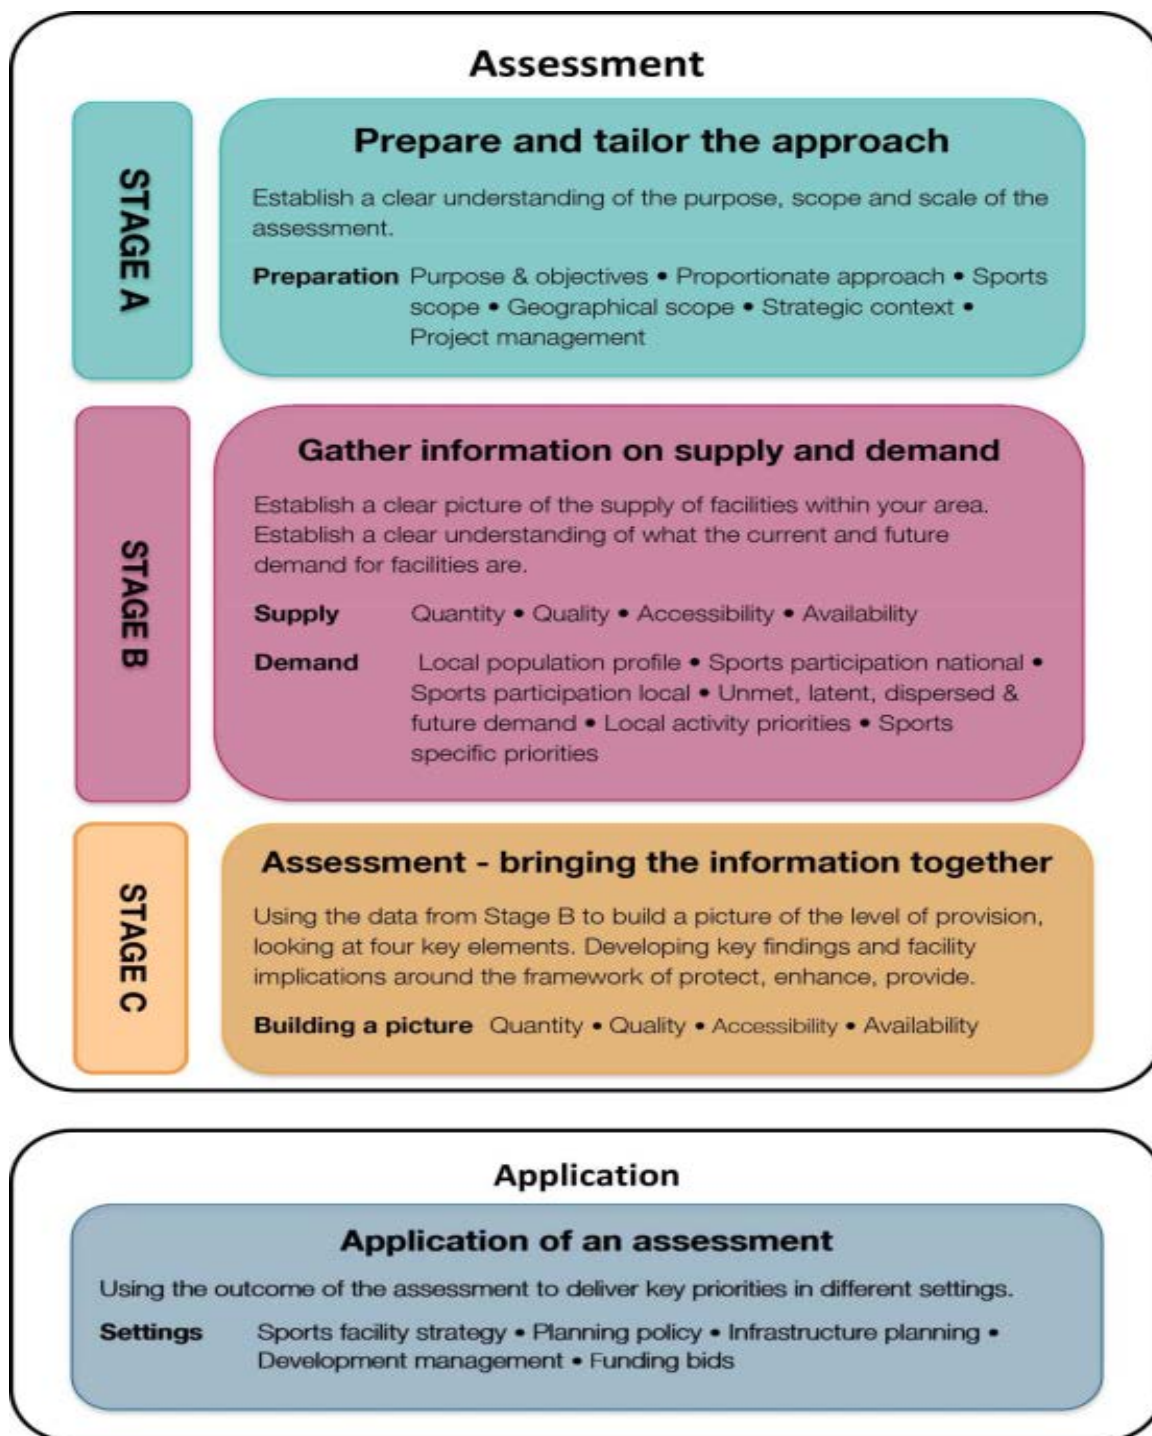 Assessment
STAGE A
Prepare and tailor the approach
Establish a clear understanding of the purpose, scope and scale of the
assessment.
Preparation Purpose & objectives • Proportionate approach • Sports
scope • Geographical scope • Strategic context •
Project management
STAGE B
Gather information on supply and demand
Establish a clear picture of the supply of facilities within your area.
Establish a clear understanding of what the current and future
demand for facilities are.
Supply Quantity • Quality • Accessibility • Availability
Demand Local population profile • Sports participation national •
Sports participation local • Unmet, latent, dispersed &
future demand • Local activity priorities • Sports
specific priorities
STAGE C
Assessment - bringing the information together
Using the data from Stage B to build a picture of the level of provision,
looking at four key elements. Developing key findings and facility
implications around the framework of protect, enhance, provide.
Building a picture Quantity • Quality • Accessibility • Availability
Application
Application of an assessment
Using the outcome of the assessment to deliver key priorities in different settings.
Settings Sports facility strategy • Planning policy • Infrastructure planning •
Development management • Funding bids